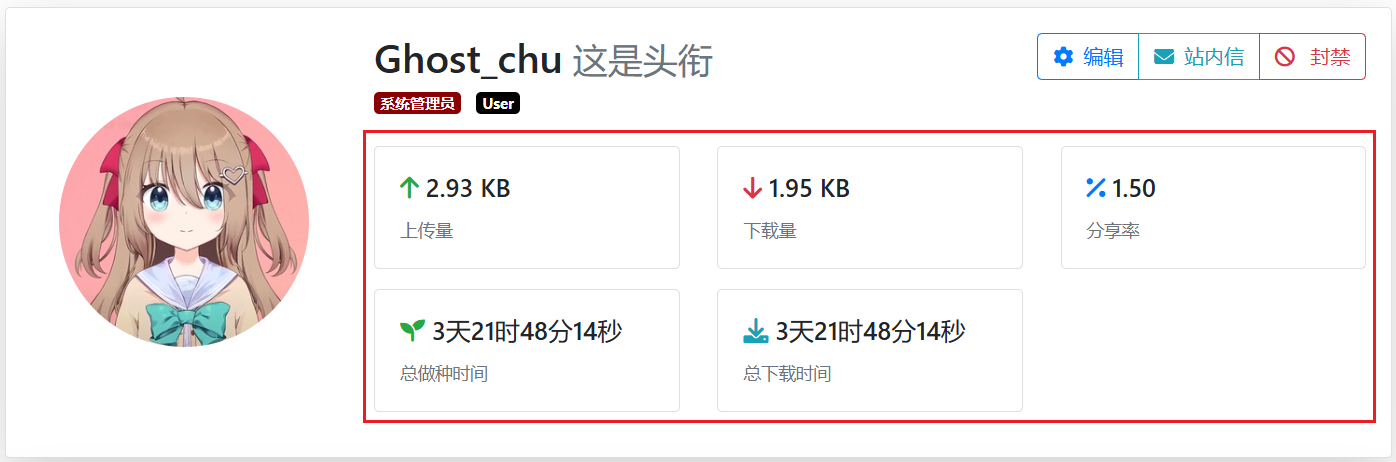 Ghost_chu 这是头衔
编辑 站内信 封禁
系统管理员 User
2.93 KB 1.95 KB 1.50
上传量 下载量 分享率
3天21时48分14秒 3天21时48分14秒
总做种时间 总下载时间